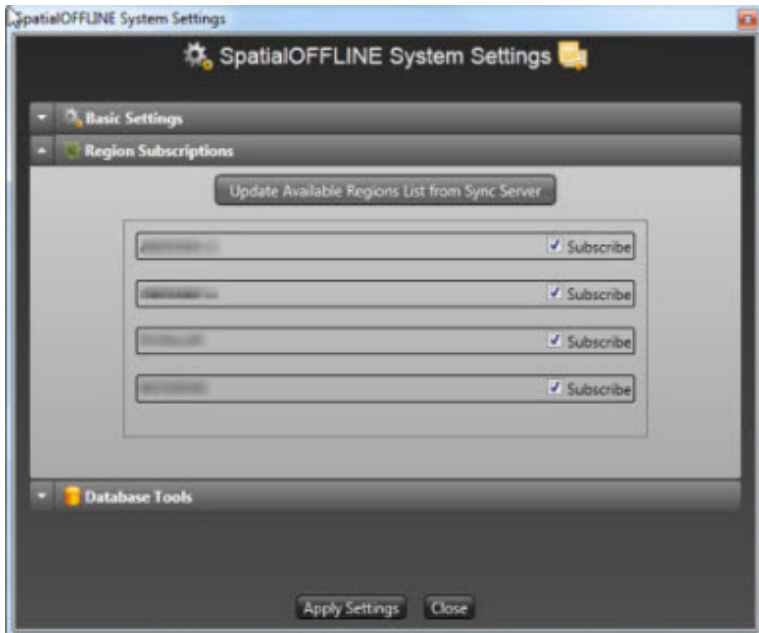 SpatialOFFLINE System Settings
SpatialOFFLINE System Settings
Basic Settings
Region Subscriptions
Update Available Regions List from Sync Server
Subscribe
Subscribe
Subscribe
Subscribe
Database Tools
Apply Settings Close